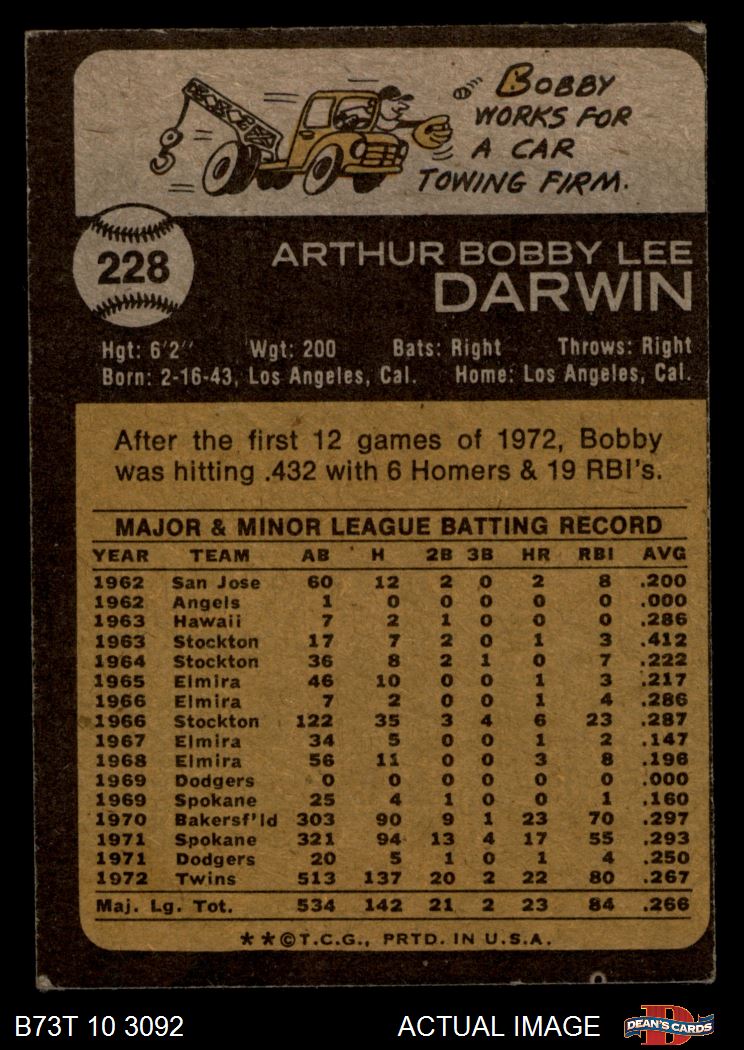 BOBBY
WORKS FOR
A CAR
TOWING FIRM.
228
ARTHUR BOBBY LEE
DARWIN
Hgt: 6'2" Wgt: 200 Bats: Right Throws: Right
Born: 2-16-43, Los Angeles, Cal. Home: Los Angeles, Cal.
After the first 12 games of 1972, Bobby
was hitting .432 with 6 Homers & 19 RBI's.
MAJOR & MINOR LEAGUE BATTING RECORD
YEAR TEAM AB H 2B 3B HR RBI AVG
1962 San Jose 60 12 2 0 2 8 .200
1962 Angels 1 0 0 0 0 0 .000
1963 Hawaii 7 2 1 0 0 0 .286
1963 Stockton 17 7 2 0 1 3 .412
1964 Stockton 36 8 2 1 0 7 .222
1965 Elmira 46 10 0 0 1 3 .217
1966 Elmira 7 2 0 0 1 4 .286
1966 Stockton 122 35 3 4 6 23 .287
1967 Elmira 34 5 0 0 1 2 .147
1968 Elmira 56 11 0 0 3 8 .196
1969 Dodgers 0 0 0 0 0 0 .000
1969 Spokane 25 4 1 0 0 1 .160
1970 Bakersf'ld 303 90 9 1 23 70 .297
1971 Spokane 321 94 13 4 17 55 .293
1971 Dodgers 20 5 1 0 1 4 .250
1972 Twins 513 137 20 2 22 80 .267
Maj. Lg. Tot. 534 142 21 2 23 84 .266
**©T.C.G., PRTD. IN U.S.A.
B73T 10 3092 ACTUAL IMAGE DEAN'S CARDS